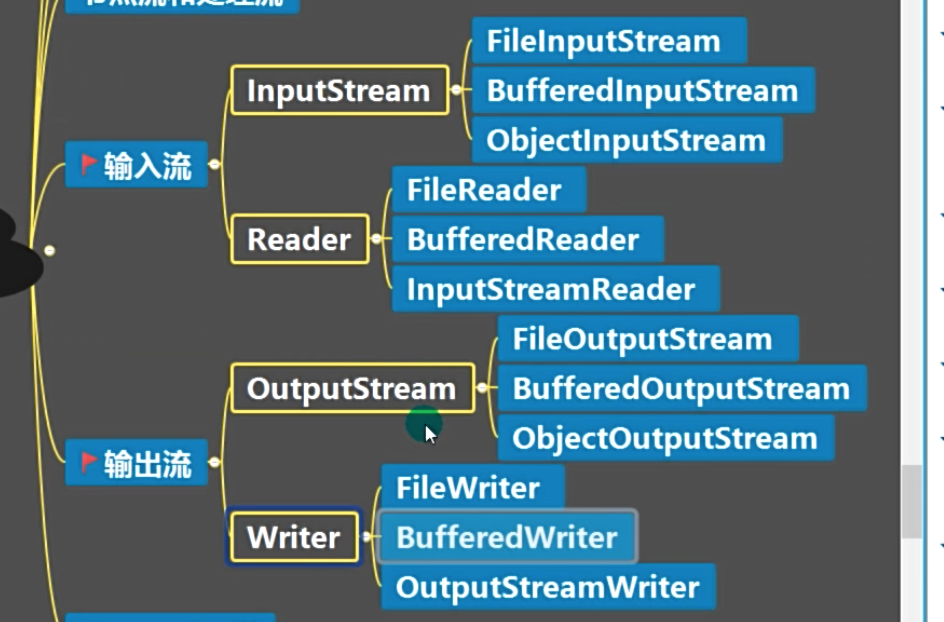 InputStream
FileInputStream
BufferedInputStream
ObjectInputStream
输入流
Reader
FileReader
BufferedReader
InputStreamReader
OutputStream
FileOutputStream
BufferedOutputStream
ObjectOutputStream
输出流
Writer
FileWriter
BufferedWriter
OutputStreamWriter